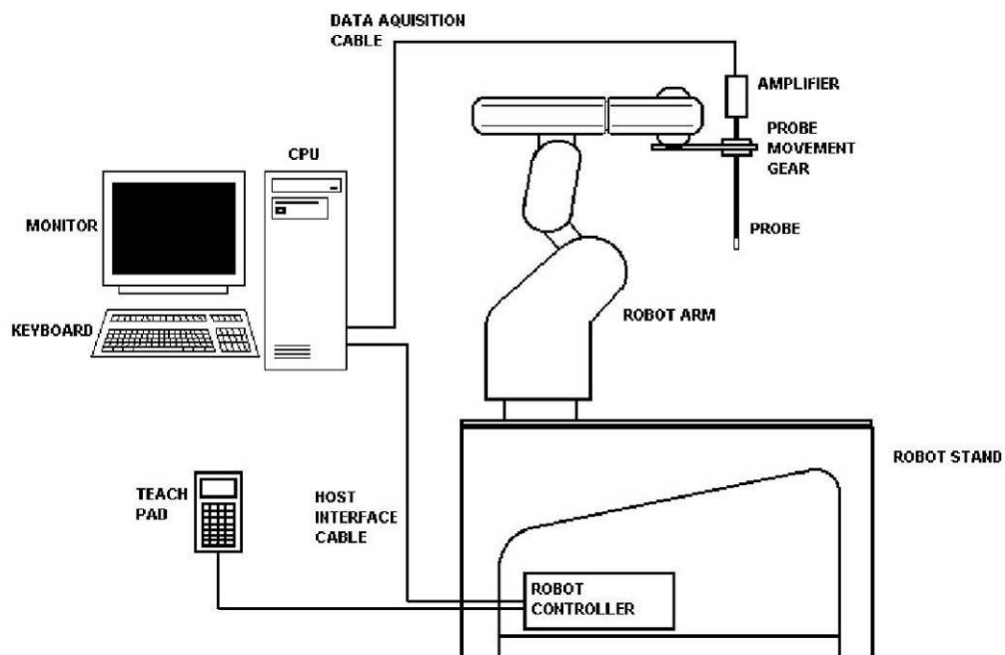 DATA AQUISITION
CABLE
AMPLIFIER
PROBE
MOVEMENT
GEAR
CPU
MONITOR
PROBE
KEYBOARD
ROBOT ARM
ROBOT STAND
TEACH
PAD
HOST
INTERFACE
CABLE
ROBOT
CONTROLLER